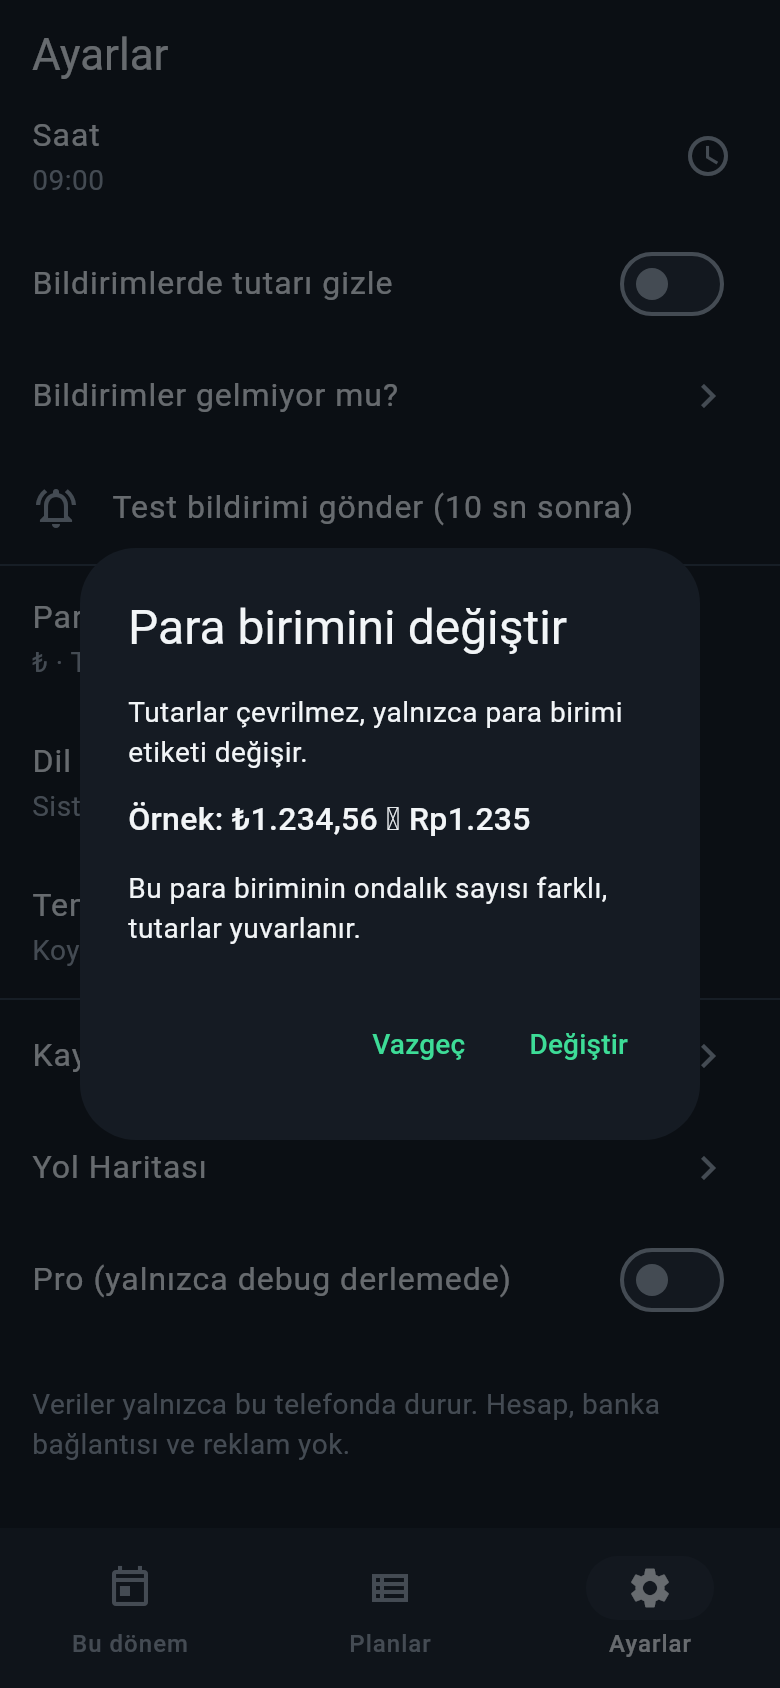 Ayarlar
Saat
09:00
Bildirimlerde tutarı gizle
Bildirimler gelmiyor mu?
Test bildirimi gönder (10 sn sonra)
Para birimini değiştir
Tutarlar çevrilmez, yalnızca para birimi
etiketi değişir.
Örnek: ₺1.234,56 Rp1.235
Bu para biriminin ondalık sayısı farklı,
tutarlar yuvarlanır.
Vazgeç Değiştir
Par
₺ · T
Dil
Sist
Koy
Kay
Yol Haritası
Pro (yalnızca debug derlemede)
Veriler yalnızca bu telefonda durur. Hesap, banka
bağlantısı ve reklam yok.
Bu dönem Planlar Ayarlar